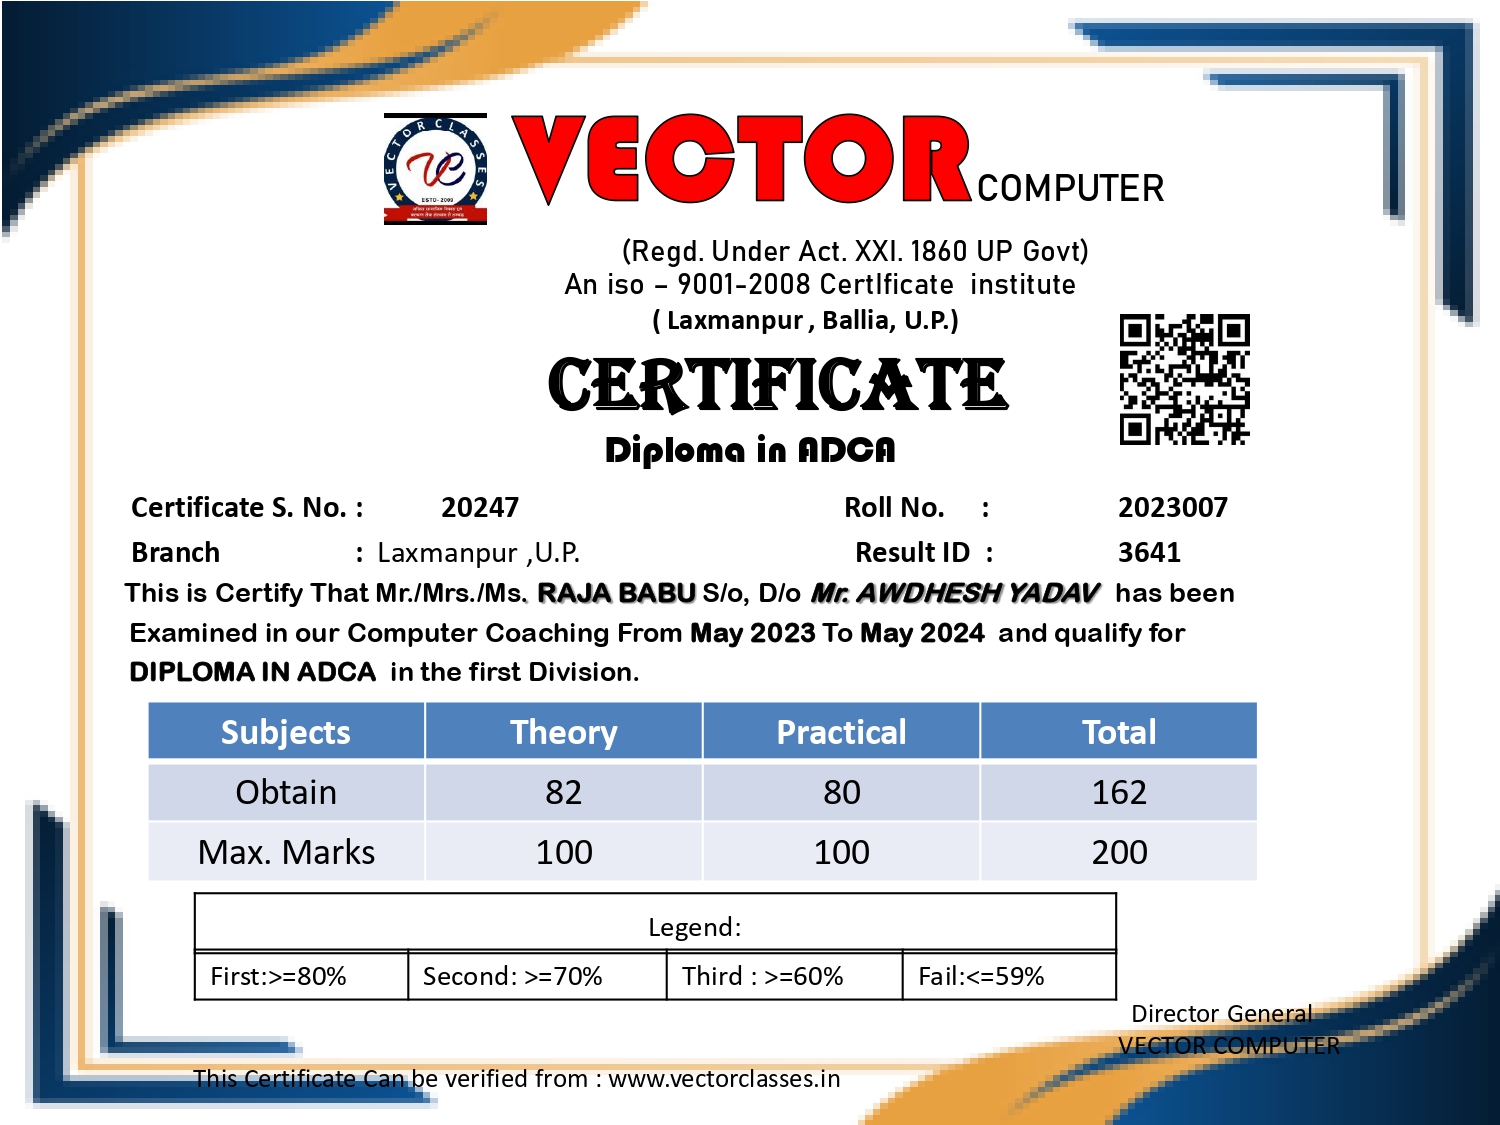 VECTOR CLASSES
VC
ESTD- 2009
VECTOR COMPUTER
(Regd. Under Act. XXI. 1860 UP Govt)
An iso – 9001-2008 CertIficate institute
( Laxmanpur , Ballia, U.P.)
CERTIFICATE
Diploma in ADCA
Certificate S. No. : 20247 Roll No. : 2023007
Branch : Laxmanpur ,U.P. Result ID : 3641
This is Certify That Mr./Mrs./Ms. RAJA BABU S/o, D/o Mr. AWDHESH YADAV has been
Examined in our Computer Coaching From May 2023 To May 2024 and qualify for
DIPLOMA IN ADCA in the first Division.
Subjects Theory Practical Total
Obtain 82 80 162
Max. Marks 100 100 200
Legend:
First:>=80% Second: >=70% Third : >=60% Fail:<=59%
Director General
VECTOR COMPUTER
This Certificate Can be verified from : www.vectorclasses.in